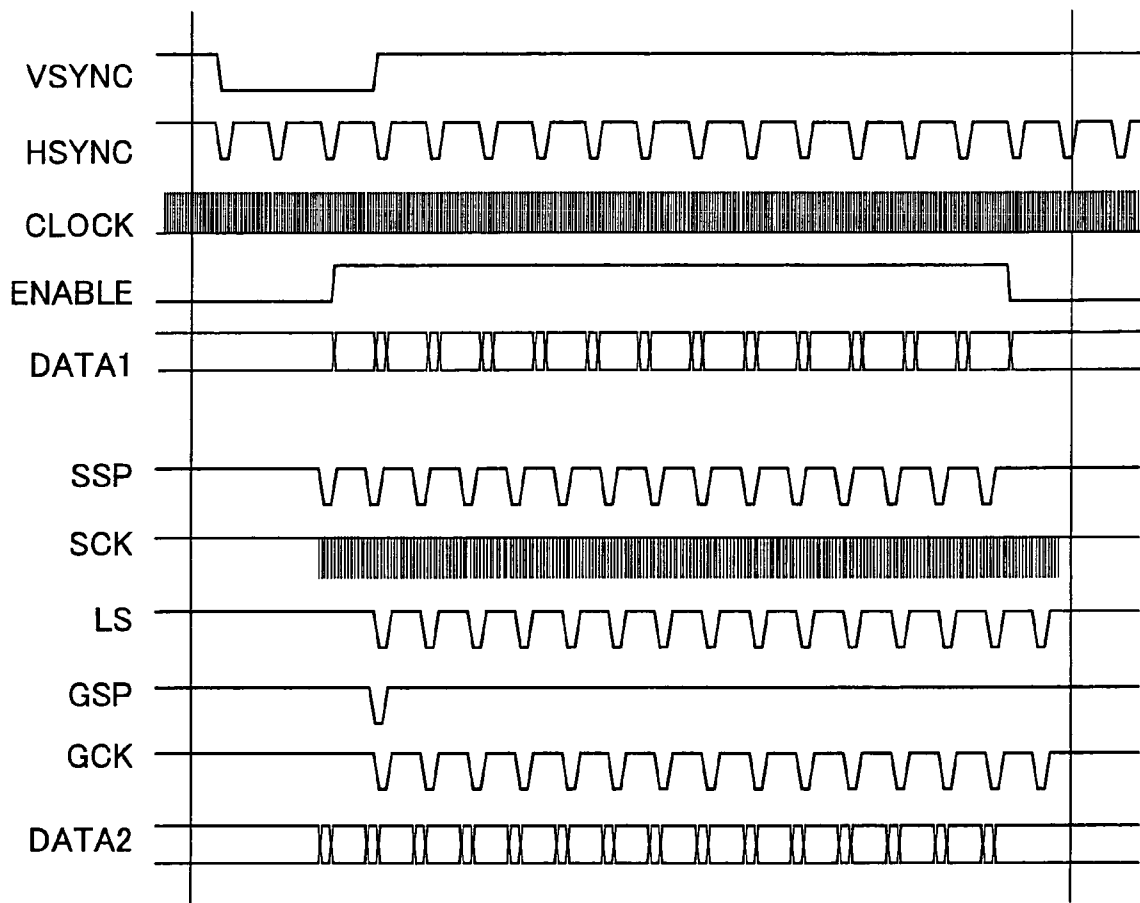 VSYNC
HSYNC
CLOCK
ENABLE
DATA1
SSP
SCK
LS
GSP
GCK
DATA2